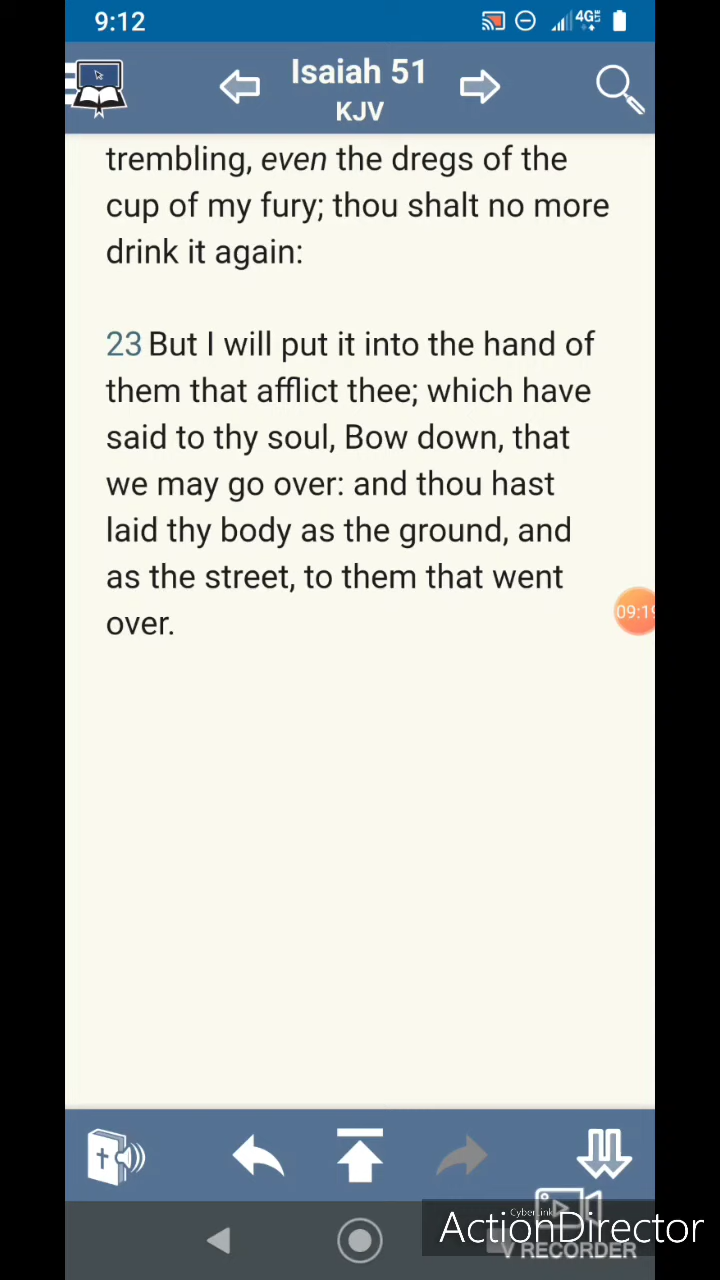 9:12
4G
Isaiah 51
KJV
trembling, even the dregs of the
cup of my fury; thou shalt no more
drink it again:
23 But I will put it into the hand of
them that afflict thee; which have
said to thy soul, Bow down, that
we may go over: and thou hast
laid thy body as the ground, and
as the street, to them that went
over.
09:19
CyberLink
ActionDirector
V RECORDER